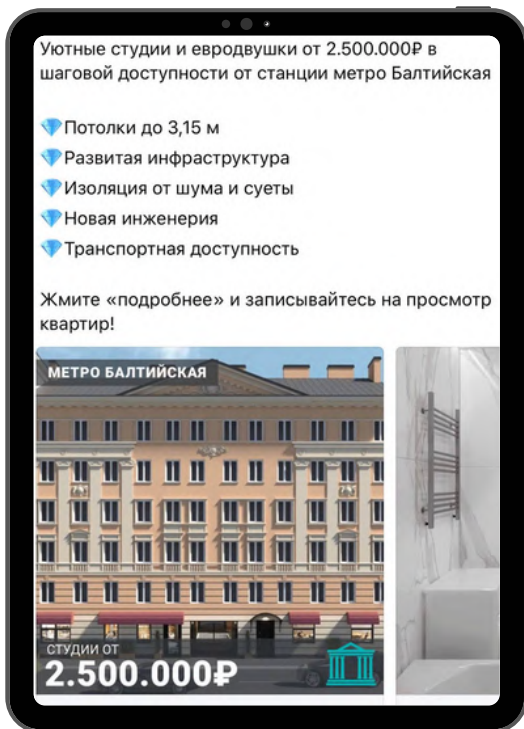 Уютные студии и евродвушки от 2.500.000₽ в
шаговой доступности от станции метро Балтийская
💎Потолки до 3,15 м
💎Развитая инфраструктура
💎Изоляция от шума и суеты
💎Новая инженерия
💎Транспортная доступность
Жмите «подробнее» и записывайтесь на просмотр
квартир!
МЕТРО БАЛТИЙСКАЯ
СТУДИИ ОТ
2.500.000₽